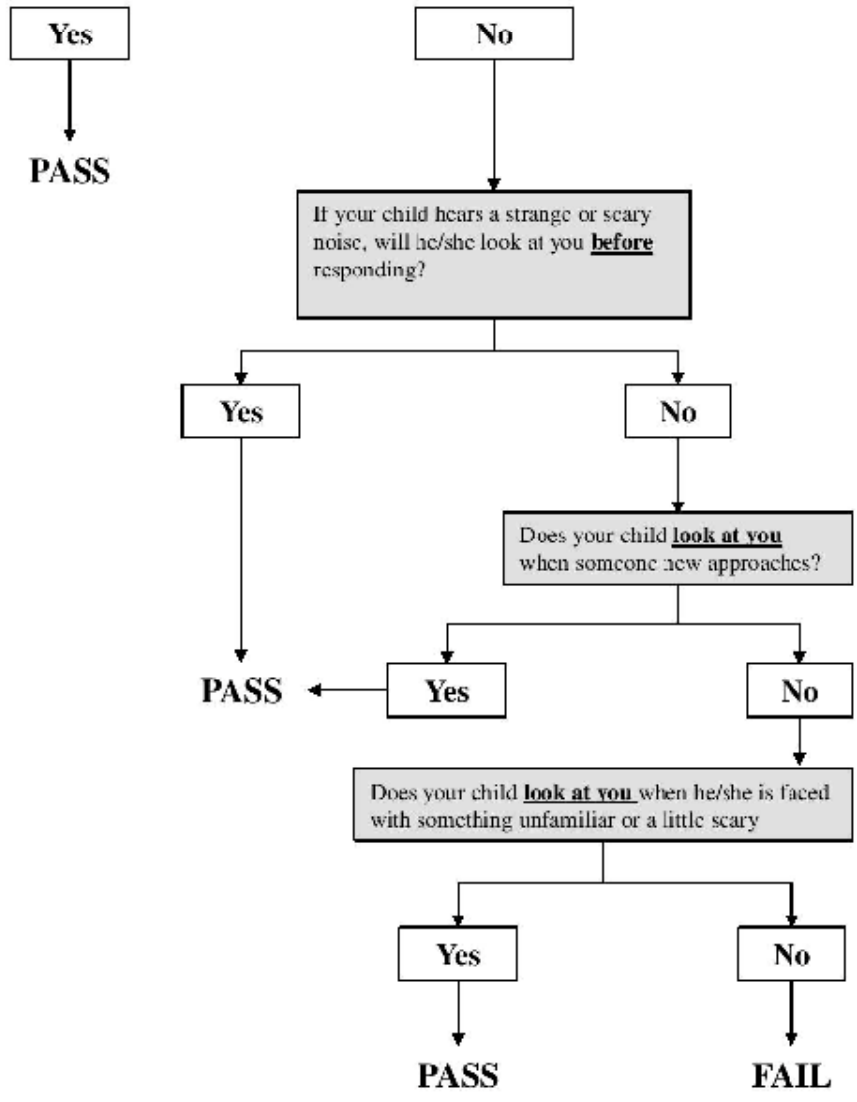 Yes
No
PASS
If your child hears a strange or scary
noise, will he/she look at you before
responding?
Yes
No
Does your child look at you
when someone new approaches?
PASS
Yes
No
Does your child look at you when he/she is faced
with something unfamiliar or a little scary
Yes
No
PASS
FAIL